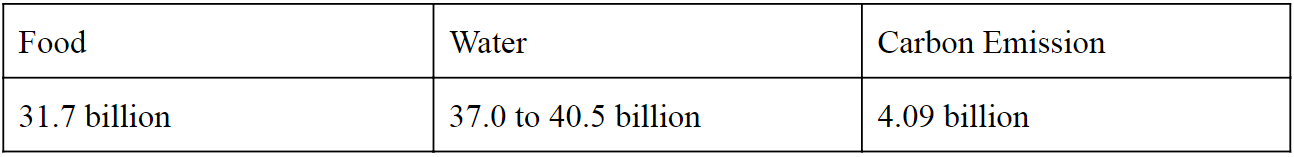 Food Water Carbon Emission
31.7 billion 37.0 to 40.5 billion 4.09 billion